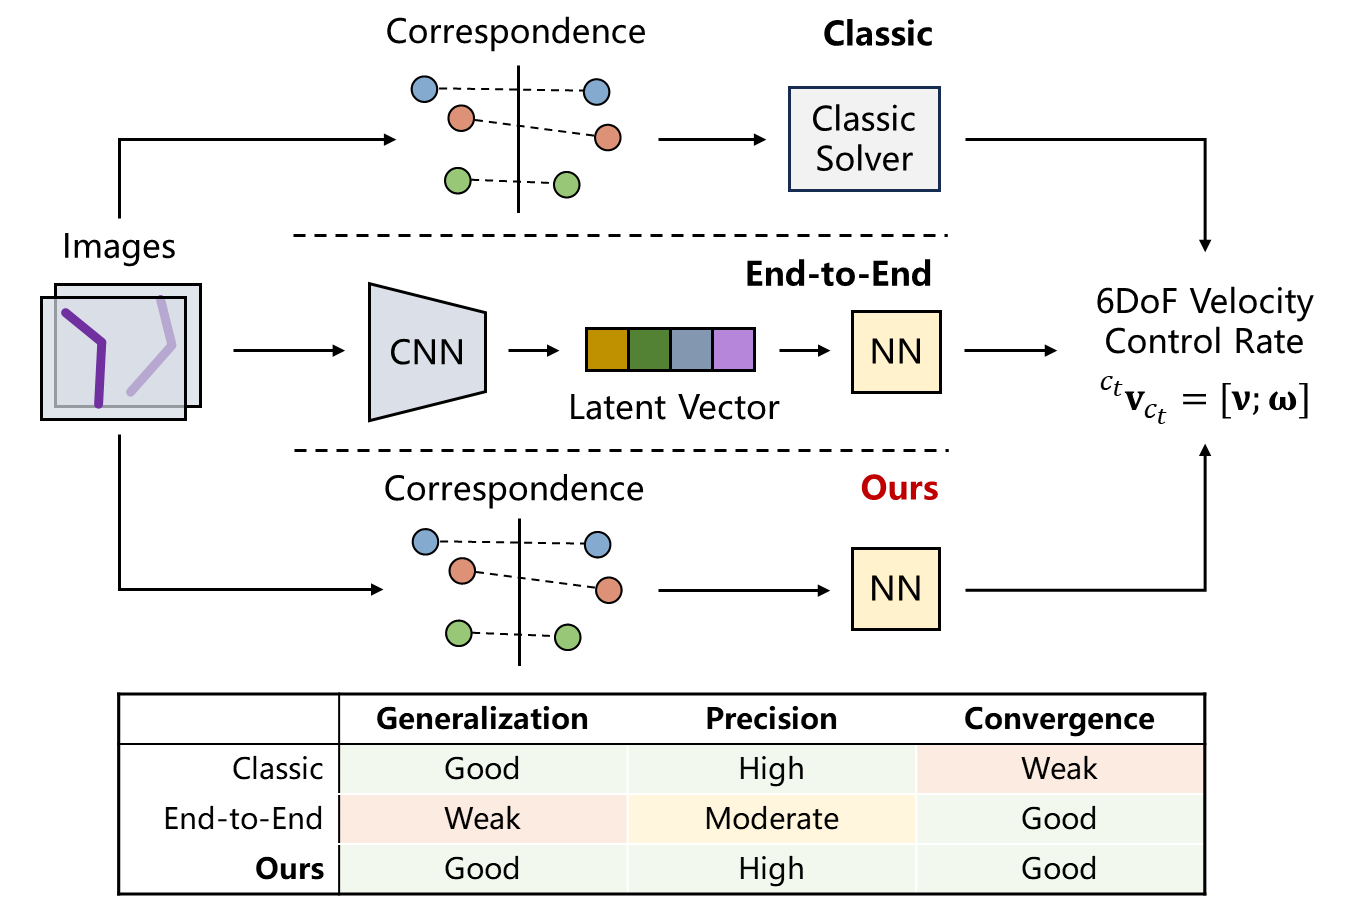 Correspondence
Classic
Classic
Solver
Images
End-to-End
CNN
Latent Vector
NN
6DoF Velocity
Control Rate
$^{c_t}\mathbf{v}_{c_t} = [\mathbf{v}; \boldsymbol{\omega}]$
Correspondence
Ours
NN
Generalization Precision Convergence
Classic Good High Weak
End-to-End Weak Moderate Good
Ours Good High Good